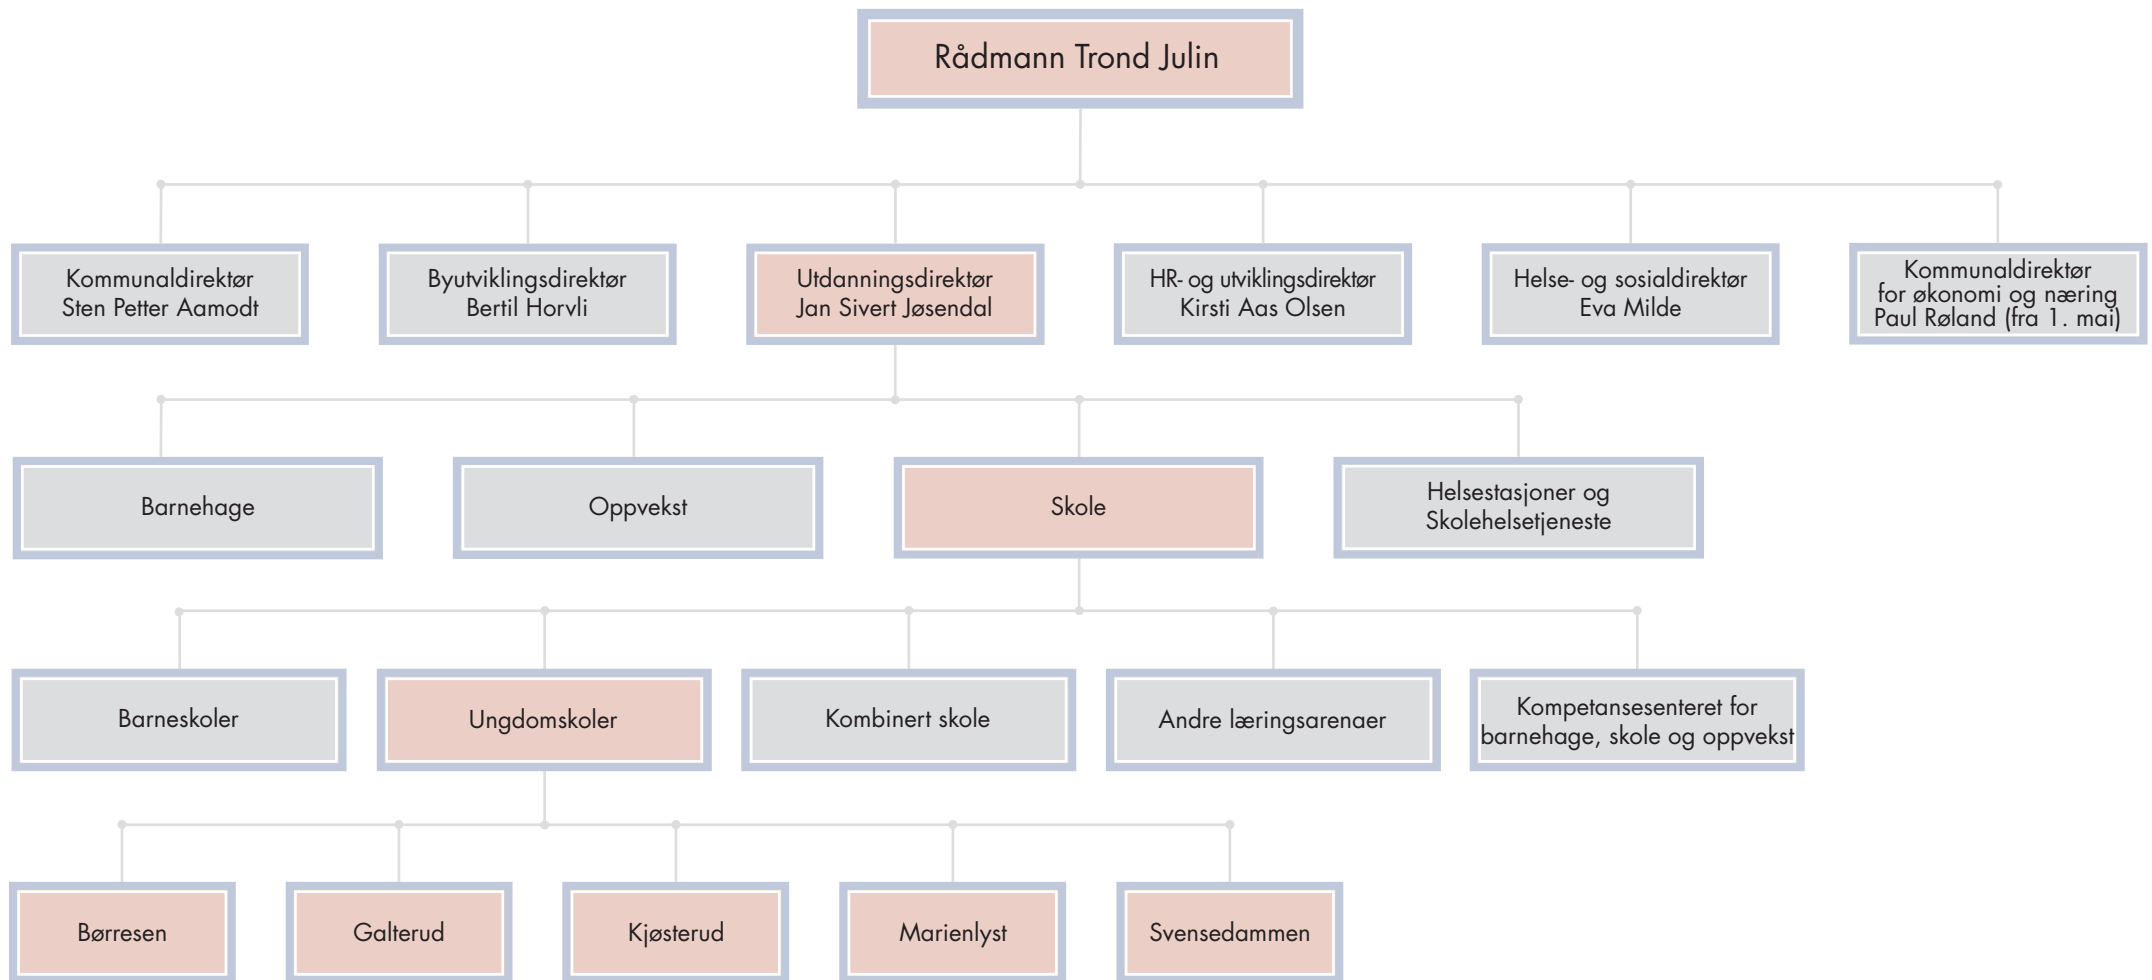 Rådmann Trond Julin
Kommunaldirektør
Sten Petter Aamodt
Byutviklingsdirektør
Bertil Horvli
Utdanningsdirektør
Jan Sivert Jøsendal
HR- og utviklingsdirektør
Kirsti Aas Olsen
Helse- og sosialdirektør
Eva Milde
Kommunaldirektør
for økonomi og næring
Paul Røland (fra 1. mai)
Barnehage
Oppvekst
Skole
Helsestasjoner og
Skolehelsetjeneste
Barneskoler
Ungdomskoler
Kombinert skole
Andre læringsarenaer
Kompetansesenteret for
barnehage, skole og oppvekst
Børresen
Galterud
Kjøsterud
Marienlyst
Svensedammen